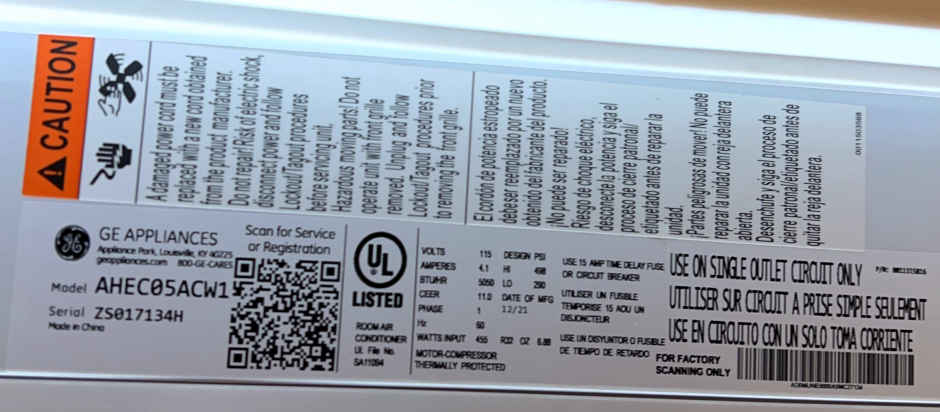 CAUTION
A damaged power cord must be
replaced with a new cord obtained
from the product manufacturer.
Do not repair! Risk of electric shock,
disconnect power and follow
Lockout/Tagout procedures
before servicing unit.
Hazardous moving parts! Do not
operate unit with front grille
removed. Unplug and follow
Lockout/Tagout procedures prior
to removing the front grille.
El cordón de potencia estropeado
debe ser reemplazado por un nuevo
obtenido del fabricante del producto.
¡No puede ser reparado!
Riesgo de choque eléctrico,
desconecte la potencia y siga el
proceso de cierre patronal/
etiquetado antes de reparar la
unidad.
Partes peligrosas de mover! No puede
reparar la unidad con reja delantera
abierta.
Desenchufe y siga el proceso de
cierre patronal/etiquetado antes de
quitar la reja delentera.
GE APPLIANCES
Appliance Park, Louisville, KY 40225
geappliances.com 800-GE-CARES
Model AHEC05ACW1
Serial ZS017134H
Made in China
Scan for Service
or Registration
UL
LISTED
ROOM AIR
CONDITIONER
UL File No.
SA11094
VOLTS 115 DESIGN PSI
AMPERES 4.1 HI 498
BTU/HR 5050 LO 290
CEER 11.0 DATE OF MFG
PHASE 1 12/21
Hz 60
WATTS INPUT 455 R32 OZ 6.88
MOTOR-COMPRESSOR
THERMALLY PROTECTED
USE 15 AMP TIME DELAY FUSE
OR CIRCUIT BREAKER
UTILISER UN FUSIBLE
TEMPORISE 15 AOU UN
DISJONCTEUR
USE UN DISYUNTOR O FUSIBLE
DE TIEMPO DE RETARDO
USE ON SINGLE OUTLET CIRCUIT ONLY
UTILISER SUR CIRCUIT A PRISE SIMPLE SEULEMENT
USE EN CIRCUITTO CON UN SOLO TOMA CORRIENTE
FOR FACTORY
SCANNING ONLY